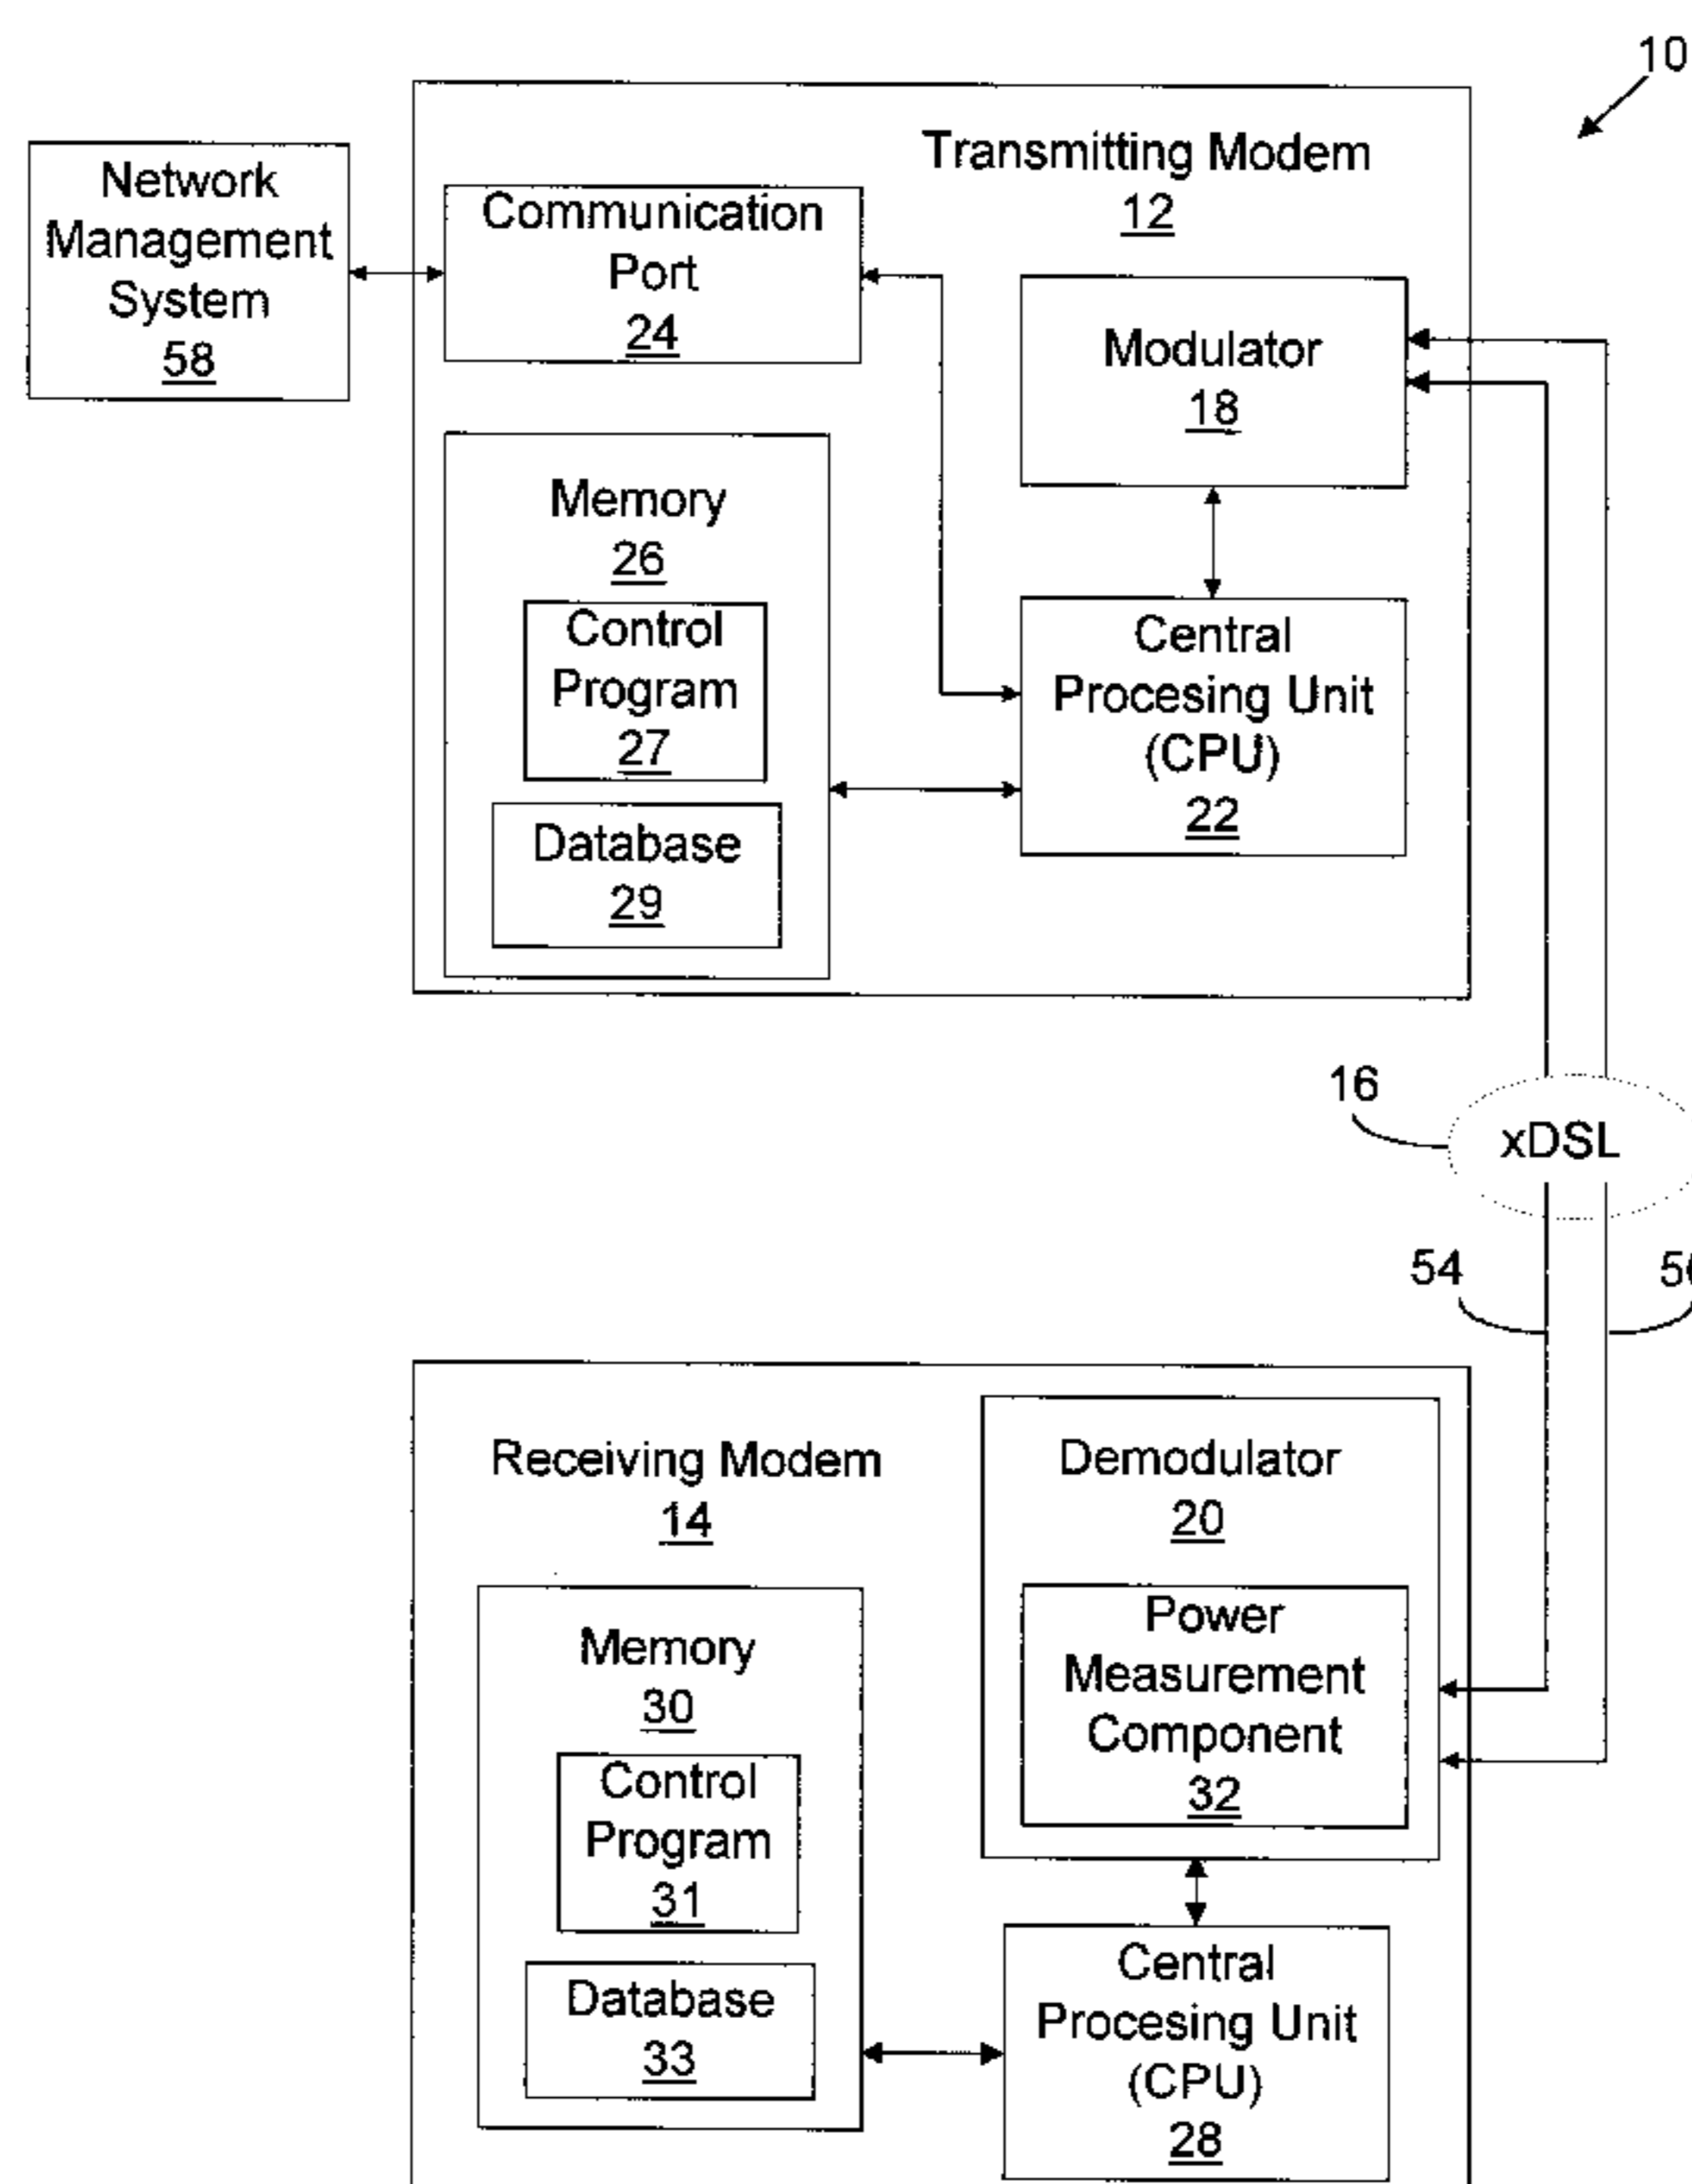 10
Transmitting Modem
12
Network
Management
System
58
Communication
Port
24
Modulator
18
Memory
26
Control
Program
27
Database
29
Central
Procesing Unit
(CPU)
22
16
xDSL
54
Receiving Modem
14
Demodulator
20
Power
Measurement
Component
32
Memory
30
Control
Program
31
Database
33
Central
Procesing Unit
(CPU)
28